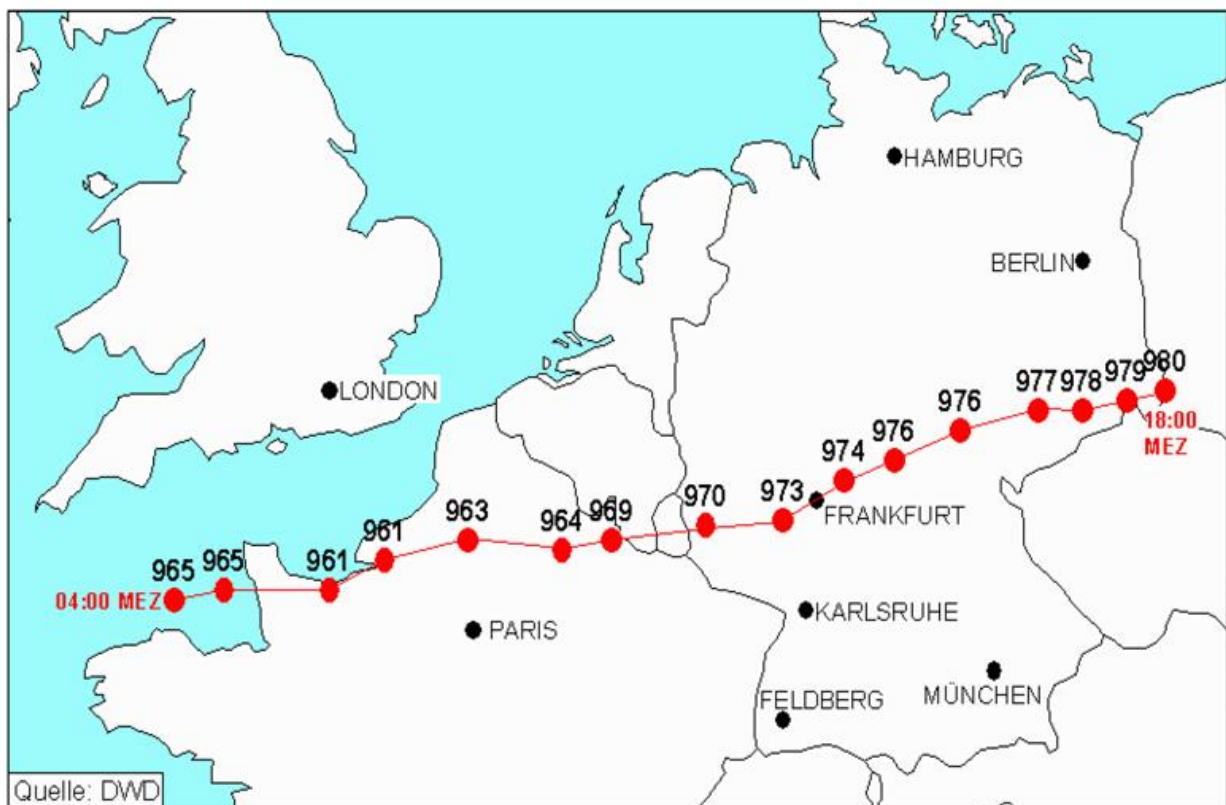 HAMBURG
BERLIN
LONDON
980
979
978
977
976
976
974
973
970
969
964
963
961
961
965
965
18:00
MEZ
FRANKFURT
04:00 MEZ
KARLSRUHE
PARIS
MÜNCHEN
FELDBERG
Quelle: DWD